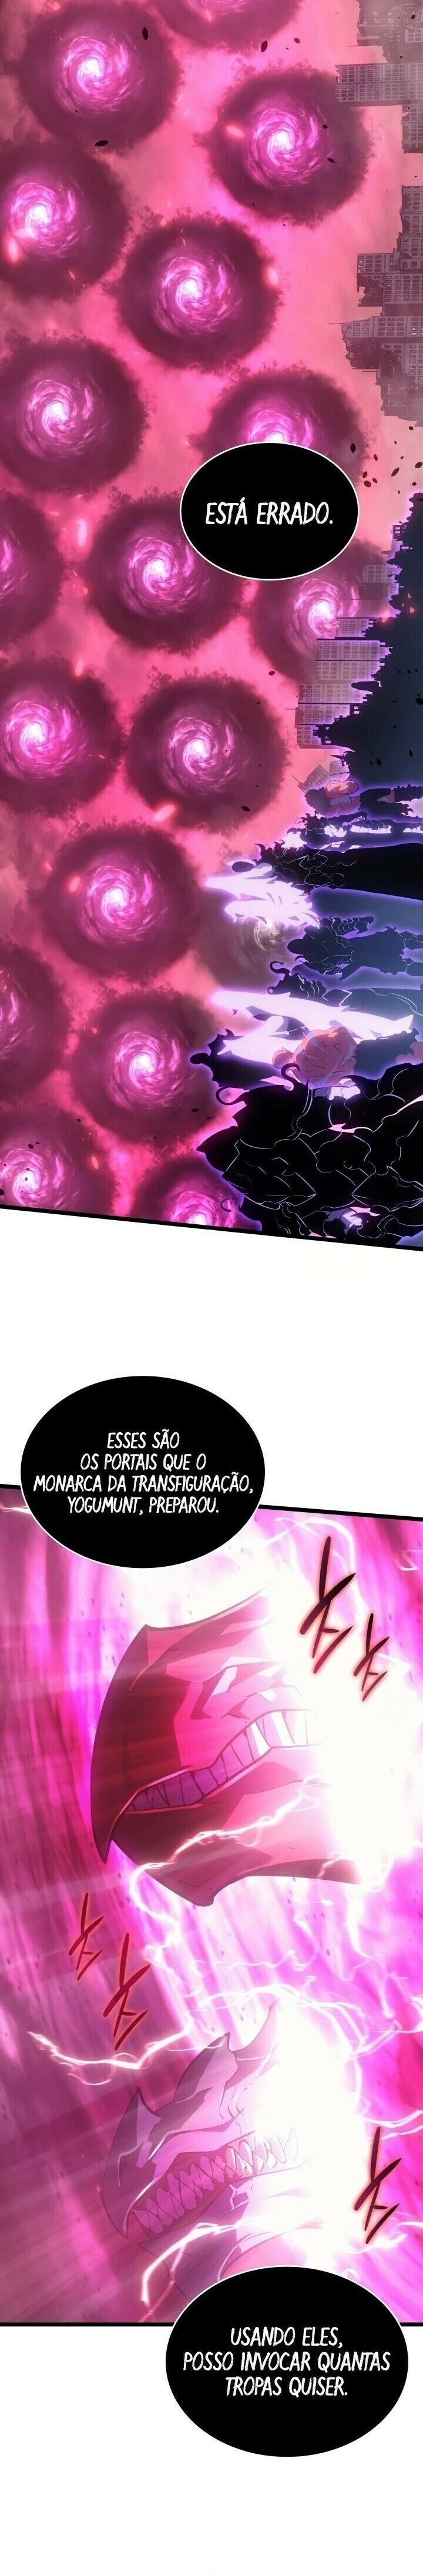 ESTÁ ERRADO.
ESSES SÃO
OS PORTAIS QUE O
MONARCA DA TRANSFIGURAÇÃO,
YOGUMUNT, PREPAROU.
USANDO ELES,
POSSO INVOCAR QUANTAS
TROPAS QUISER.